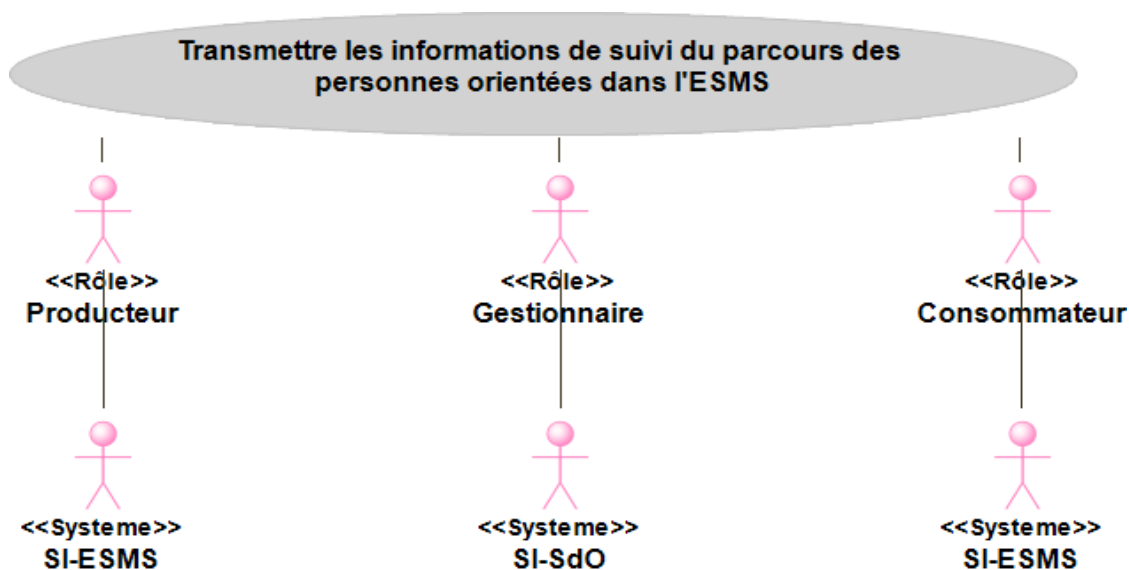 Transmettre les informations de suivi du parcours des
personnes orientées dans l'ESMS
<<Rôle>>
Producteur
<<Rôle>>
Gestionnaire
<<Rôle>>
Consommateur
<<Systeme>>
SI-ESMS
<<Systeme>>
SI-SdO
<<Systeme>>
SI-ESMS